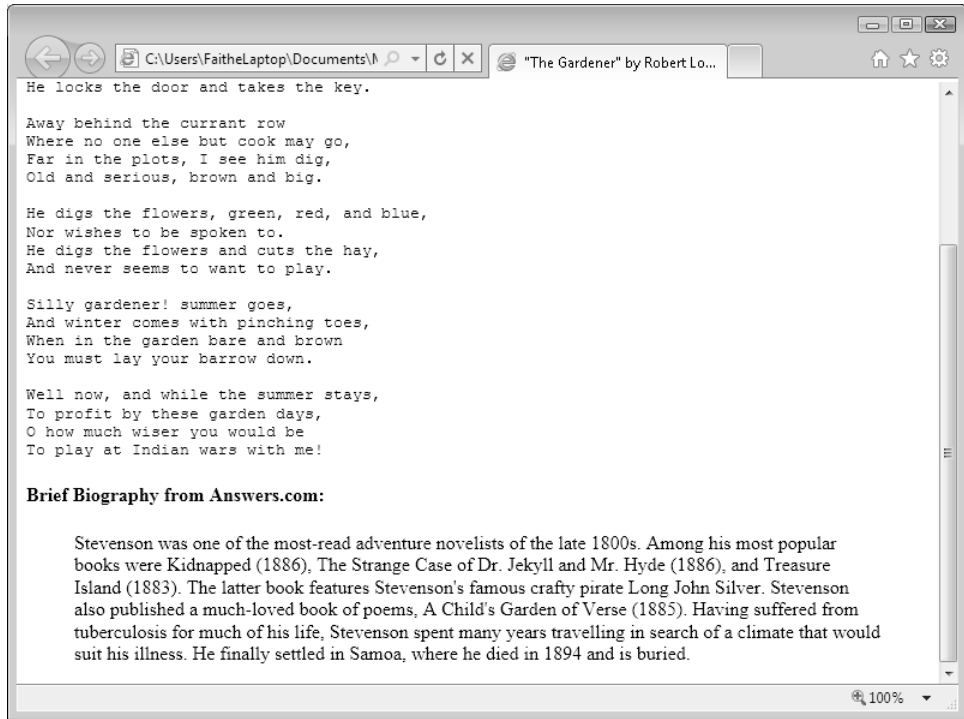 C:\Users\FaitheLaptop\Documents\
"The Gardener" by Robert Lo...
He locks the door and takes the key.
Away behind the currant row
Where no one else but cook may go,
Far in the plots, I see him dig,
Old and serious, brown and big.
He digs the flowers, green, red, and blue,
Nor wishes to be spoken to.
He digs the flowers and cuts the hay,
And never seems to want to play.
Silly gardener! summer goes,
And winter comes with pinching toes,
When in the garden bare and brown
You must lay your barrow down.
Well now, and while the summer stays,
To profit by these garden days,
O how much wiser you would be
To play at Indian wars with me!
Brief Biography from Answers.com:
Stevenson was one of the most-read adventure novelists of the late 1800s. Among his most popular
books were Kidnapped (1886), The Strange Case of Dr. Jekyll and Mr. Hyde (1886), and Treasure
Island (1883). The latter book features Stevenson's famous crafty pirate Long John Silver. Stevenson
also published a much-loved book of poems, A Child's Garden of Verse (1885). Having suffered from
tuberculosis for much of his life, Stevenson spent many years travelling in search of a climate that would
suit his illness. He finally settled in Samoa, where he died in 1894 and is buried.
100%